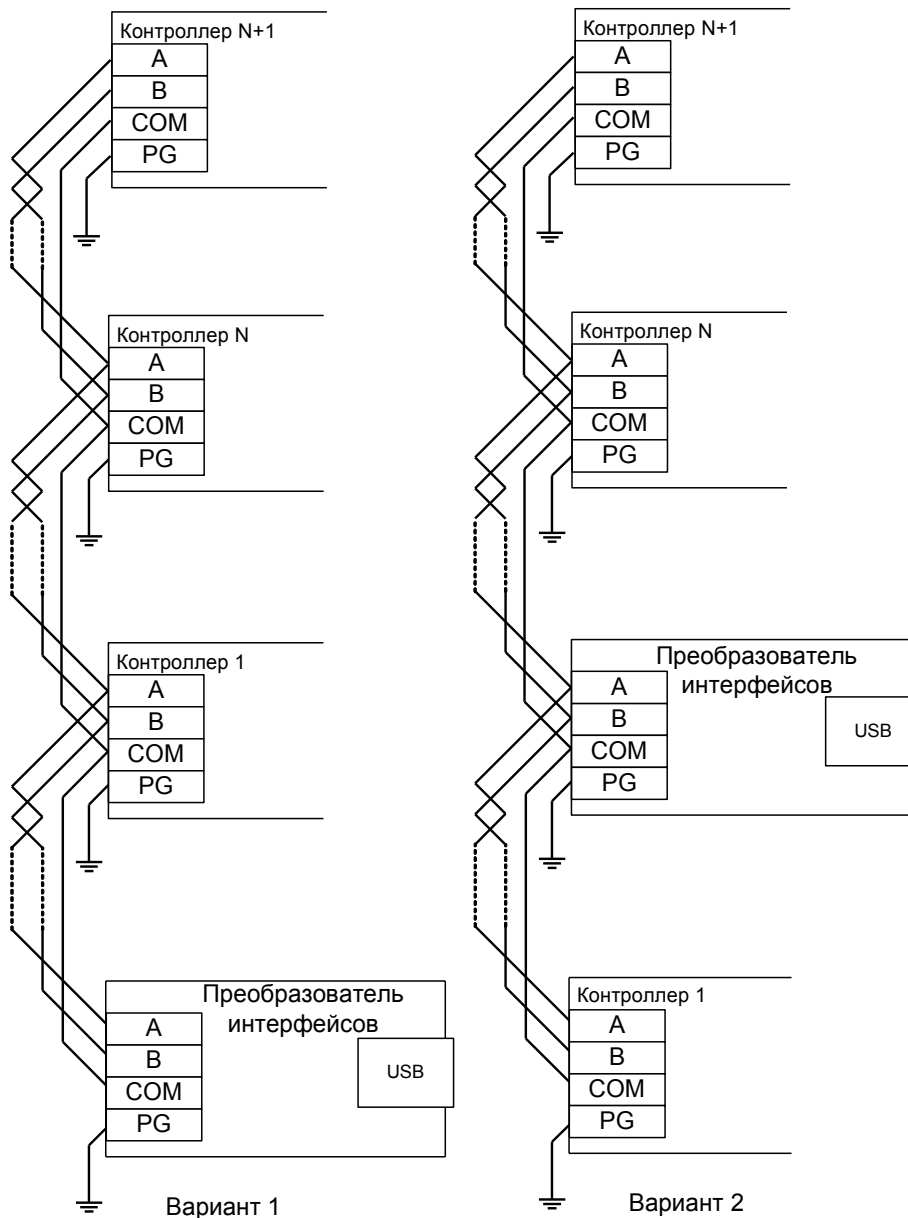 Контроллер N+1
A
B
COM
PG
Контроллер N
A
B
COM
PG
Контроллер 1
A
B
COM
PG
Преобразователь
интерфейсов
A
B
COM
PG
USB
Вариант 1
Контроллер N+1
A
B
COM
PG
Контроллер N
A
B
COM
PG
Преобразователь
интерфейсов
A
B
COM
PG
USB
Контроллер 1
A
B
COM
PG
Вариант 2